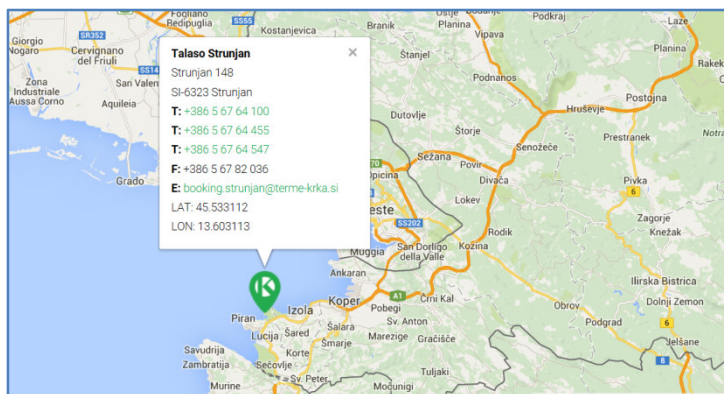 Talaso Strunjan
Strunjan 148
SI-6323 Strunjan
T: +386 5 67 64 100
T: +386 5 67 64 455
T: +386 5 67 64 547
F: +386 5 67 82 036
E: booking.strunjan@terme-krka.si
LAT: 45.533112
LON: 13.603113
K
Giorgio
Nogaro
SR352
Cervignano
del Friuli
Fogliano
Redipuglia
SS55
Kostanjevica
SS14
San Valen
Zona
Industriale
Aussa Corno
Aquileia
Grado
Branik
Štanjel
Dutovlje
Štorje
Sežana
Povir
Divača
Lokev
Rodik
Kozina
Vipava
Podkraj
Podnanos
Senožeče
Hruševje
Postojna
Prestranek
Planina
Laze
Rakek
Pivka
6
Zagorje
Knežak
Ilirska Bistrica
Dolnji Zemon
Jelšane
8
Obrov
Podgrad
Opicina
este
SS202
Muggia
San Dorligo
della Valle
Ankaran
Koper
A1
Črni Kal
Pobegi
Sv. Anton
Marezige
Gračišče
Izola
Šalara
Šmarje
Šared
Korte
Piran
Lucija
Sečovlje
Sv. Peter
Savudrija
Zambratija
Murine
Močunigi
Tuljaki